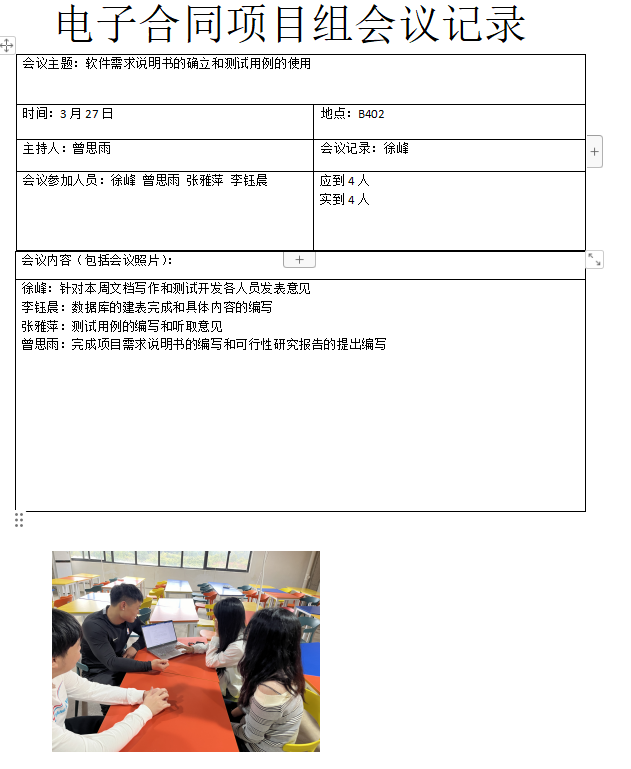 电子合同项目组会议记录
会议主题：软件需求说明书的确立和测试用例的使用
时间：3月27日
地点：B402
主持人：曾思雨
会议记录：徐峰
会议参加人员：徐峰 曾思雨 张雅萍 李钰晨
应到4人
实到4人
会议内容（包括会议照片）：
徐峰：针对本周文档写作和测试开发各人员发表意见
李钰晨：数据库的建表完成和具体内容的编写
张雅萍：测试用例的编写和听取意见
曾思雨：完成项目需求说明书的编写和可行性研究报告的提出编写